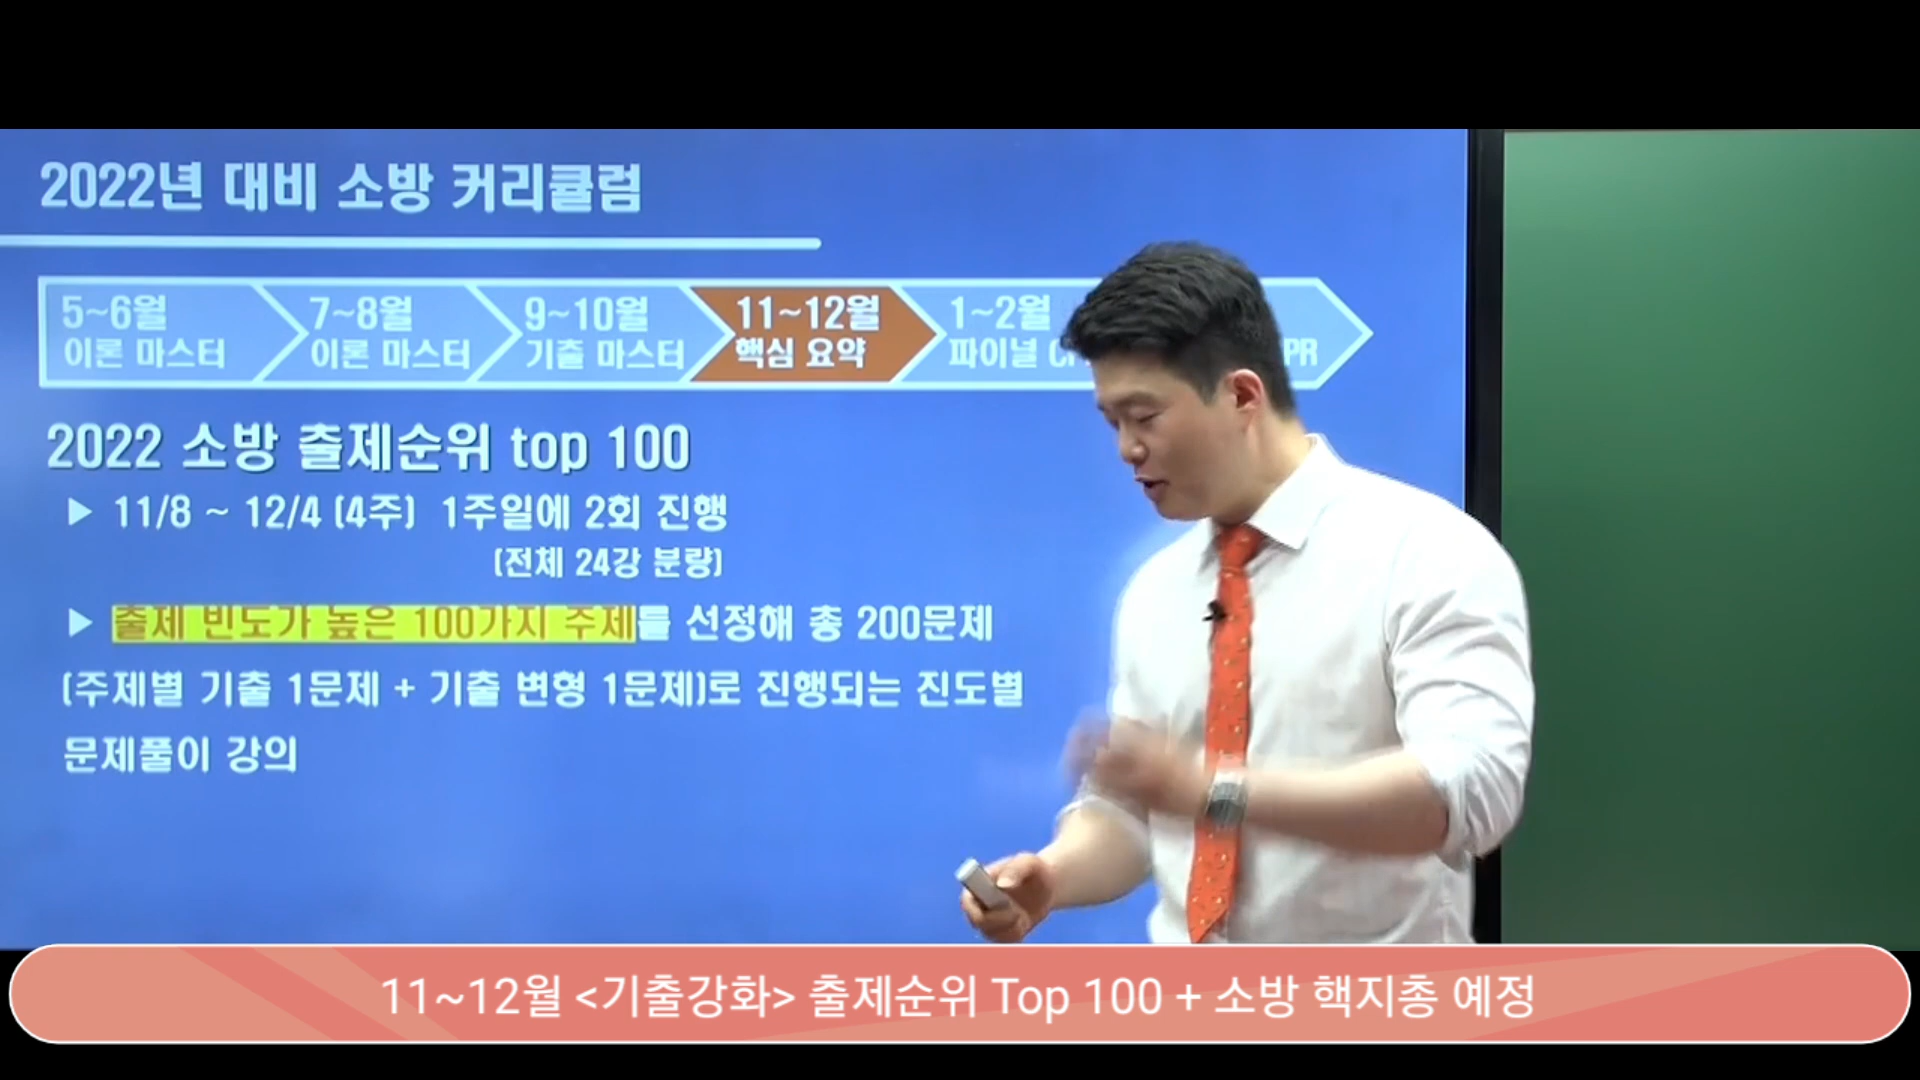 2022년 대비 소방 커리큘럼
5~6월
이론 마스터
7~8월
이론 마스터
9~10월
기출 마스터
11~12월
핵심 요약
1~2월
파이널
PR
2022 소방 출제순위 top 100
▶ 11/8 ~ 12/4 (4주) 1주일에 2회 진행
(전체 24강 분량)
▶ 출제 빈도가 높은 100가지 주제를 선정해 총 200문제
(주제별 기출 1문제 + 기출 변형 1문제)로 진행되는 진도별
문제풀이 강의
11~12월 <기출강화> 출제순위 Top 100 + 소방 핵지총 예정